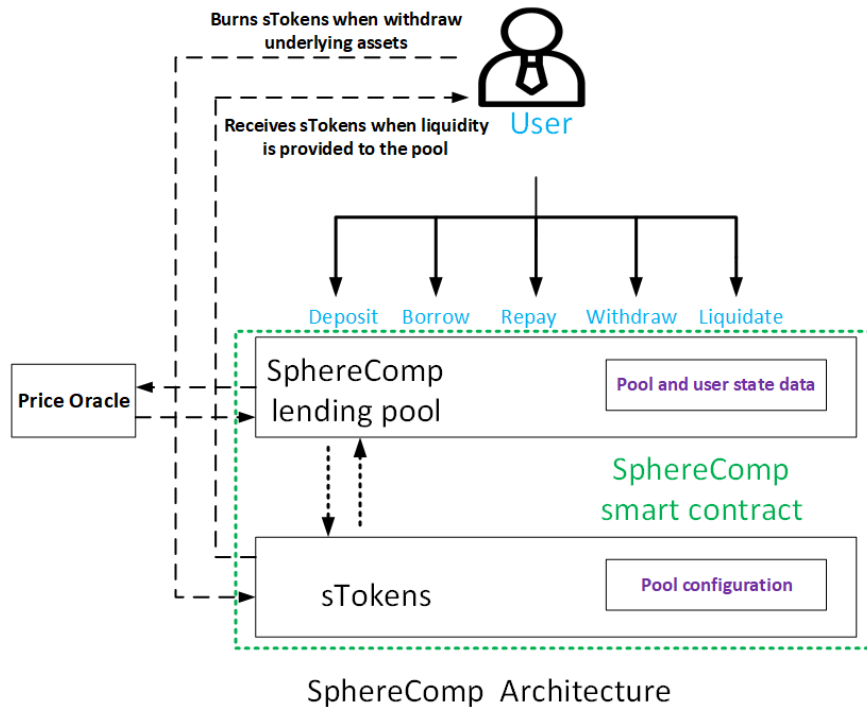 Burns sTokens when withdraw
underlying assets
Receives sTokens when liquidity
is provided to the pool
User
Deposit Borrow Repay Withdraw Liquidate
Price Oracle
SphereComp
lending pool
Pool and user state data
SphereComp
smart contract
sTokens
Pool configuration
SphereComp Architecture